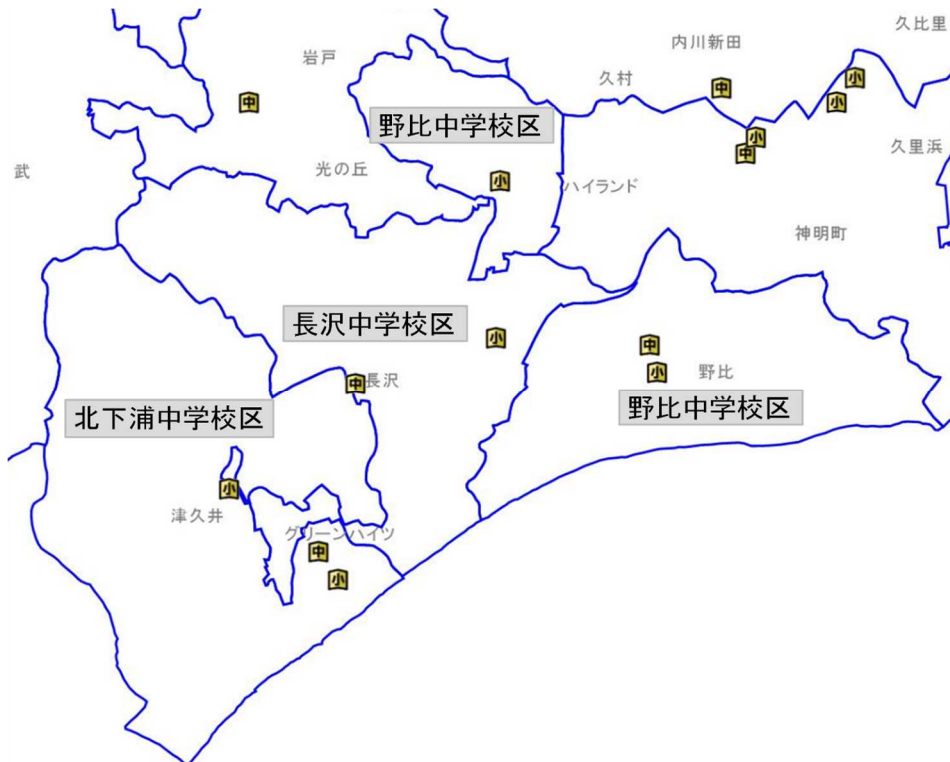 久比里
内川新田
岩戸
小
久村
中
小
中
野比中学校区
小
中
久里浜
武
光の丘
小
ハイランド
神明町
長沢中学校区
小
中
小
野比
中
長沢
北下浦中学校区
野比中学校区
小
津久井
グリーンハイツ
中
小